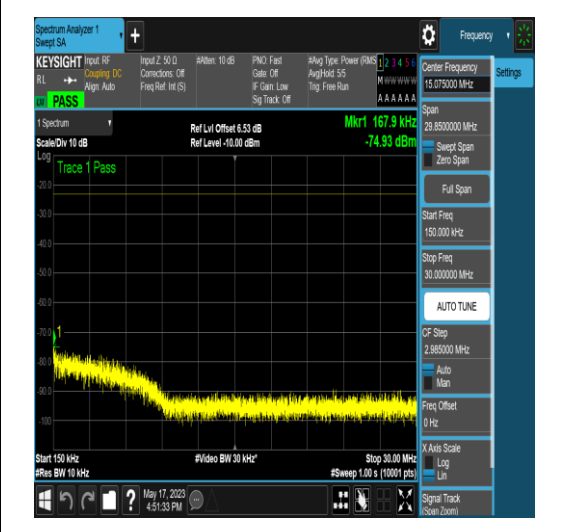 Spectrum Analyzer 1
Swept SA
+
Frequency
KEYSIGHT
RL
PASS
Input: RF
Coupling: DC
Align: Auto
Input Z: 50 Ω
Corrections: Off
Freq Ref: Int (S)
#Atten: 10 dB
PNO: Fast
Gate: Off
IF Gain: Low
Sig Track: Off
#Avg Type: Power (RMS
Avg|Hold: 5/5
Trig: Free Run
1 2 3 4 5 6
M W W W W W
A A A A A A
1 Spectrum
Scale/Div 10 dB
Ref Lvl Offset 6.53 dB
Ref Level -10.00 dBm
Mkr1 167.9 kHz
-74.93 dBm
Log
Trace 1 Pass
-20.0
-30.0
-40.0
-50.0
-60.0
-70.0
1
-80.0
-90.0
-100
Start 150 kHz
#Res BW 10 kHz
#Video BW 30 kHz*
Stop 30.00 MHz
#Sweep 1.00 s (10001 pts)
May 17, 2023
4:51:33 PM
Center Frequency
15.075000 MHz
Settings
Span
29.8500000 MHz
Swept Span
Zero Span
Full Span
Start Freq
150.000 kHz
Stop Freq
30.000000 MHz
AUTO TUNE
CF Step
2.985000 MHz
Auto
Man
Freq Offset
0 Hz
X Axis Scale
Log
Lin
Signal Track
(Span Zoom)